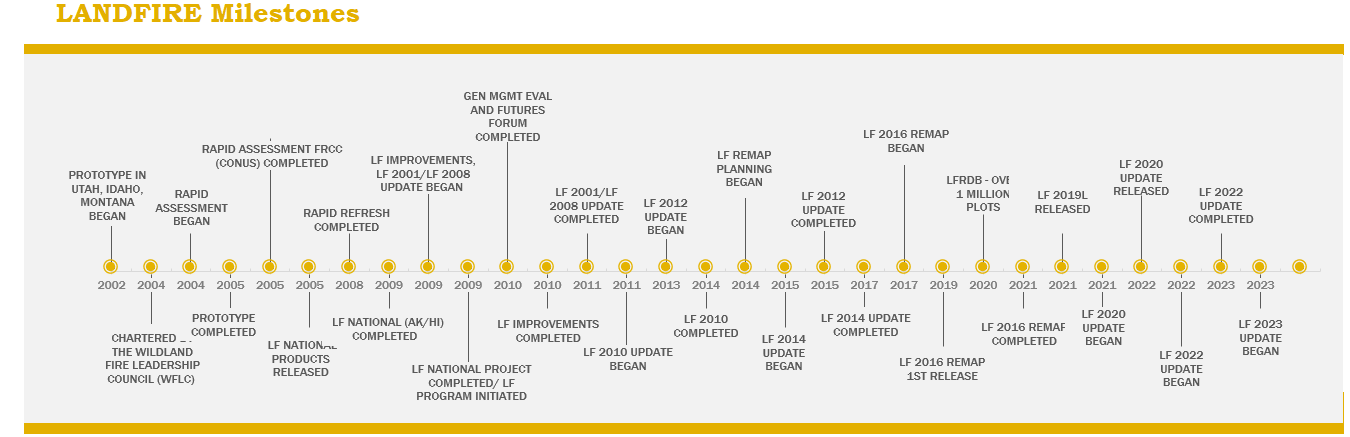 LANDFIRE Milestones
GEN MGMT EVAL
AND FUTURES
FORUM
COMPLETED
PROTOTYPE IN
UTAH, IDAHO,
MONTANA
BEGAN
RAPID
ASSESSMENT
BEGAN
RAPID ASSESSMENT FRCC
(CONUS) COMPLETED
RAPID REFRESH
COMPLETED
LF IMPROVEMENTS,
LF 2001/LF 2008
UPDATE BEGAN
LF 2001/LF
2008 UPDATE
COMPLETED
LF 2012
UPDATE
BEGAN
LF REMAP
PLANNING
BEGAN
LF 2012
UPDATE
COMPLETED
LF 2016 REMAP
BEGAN
LFRDB -
1 MILLION
PLOTS
LF 2019L
RELEASED
LF 2020
UPDATE
RELEASED
LF 2022
UPDATE
COMPLETED
2002 2004 2004 2005 2005 2005 2008 2009 2009 2009 2010 2010 2011 2011 2013 2014 2014 2015 2015 2017 2017 2019 2020 2021 2021 2021 2022 2022 2023 2023
CHARTERED
THE WILDLAND
FIRE LEADERSHIP
COUNCIL (WFLC)
PROTOTYPE
COMPLETED
LF NATIONAL
PRODUCTS
RELEASED
LF NATIONAL (AK/HI)
COMPLETED
LF NATIONAL PROJECT
COMPLETED/ LF
PROGRAM INITIATED
LF IMPROVEMENTS
COMPLETED
LF 2010 UPDATE
BEGAN
LF 2010
COMPLETED
LF 2014
UPDATE
BEGAN
LF 2014 UPDATE
COMPLETED
LF 2016 REMAP
1ST RELEASE
LF 2016 REMAP
COMPLETED
LF 2020
UPDATE
BEGAN
LF 2022
UPDATE
BEGAN
LF 2023
UPDATE
BEGAN